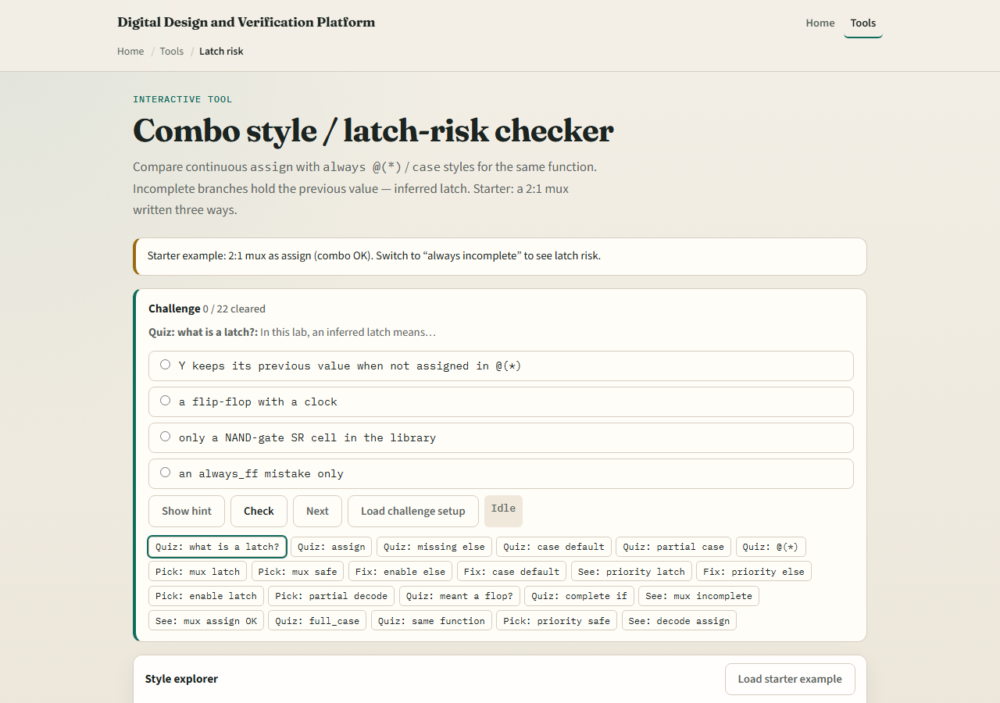 Digital Design and Verification Platform
Home Tools
Home / Tools / Latch risk
INTERACTIVE TOOL
Combo style / latch-risk checker
Compare continuous assign with always @(*) / case styles for the same function.
Incomplete branches hold the previous value — inferred latch. Starter: a 2:1 mux
written three ways.
Starter example: 2:1 mux as assign (combo OK). Switch to “always incomplete” to see latch risk.
Challenge 0 / 22 cleared
Quiz: what is a latch?: In this lab, an inferred latch means…
Y keeps its previous value when not assigned in @(*)
a flip-flop with a clock
only a NAND-gate SR cell in the library
an always_ff mistake only
Show hint Check Next Load challenge setup Idle
Quiz: what is a latch? Quiz: assign Quiz: missing else Quiz: case default Quiz: partial case Quiz: @(*)
Pick: mux latch Pick: mux safe Fix: enable else Fix: case default See: priority latch Fix: priority else
Pick: enable latch Pick: partial decode Quiz: meant a flop? Quiz: complete if See: mux incomplete
See: mux assign OK Quiz: full_case Quiz: same function Pick: priority safe See: decode assign
Style explorer Load starter example